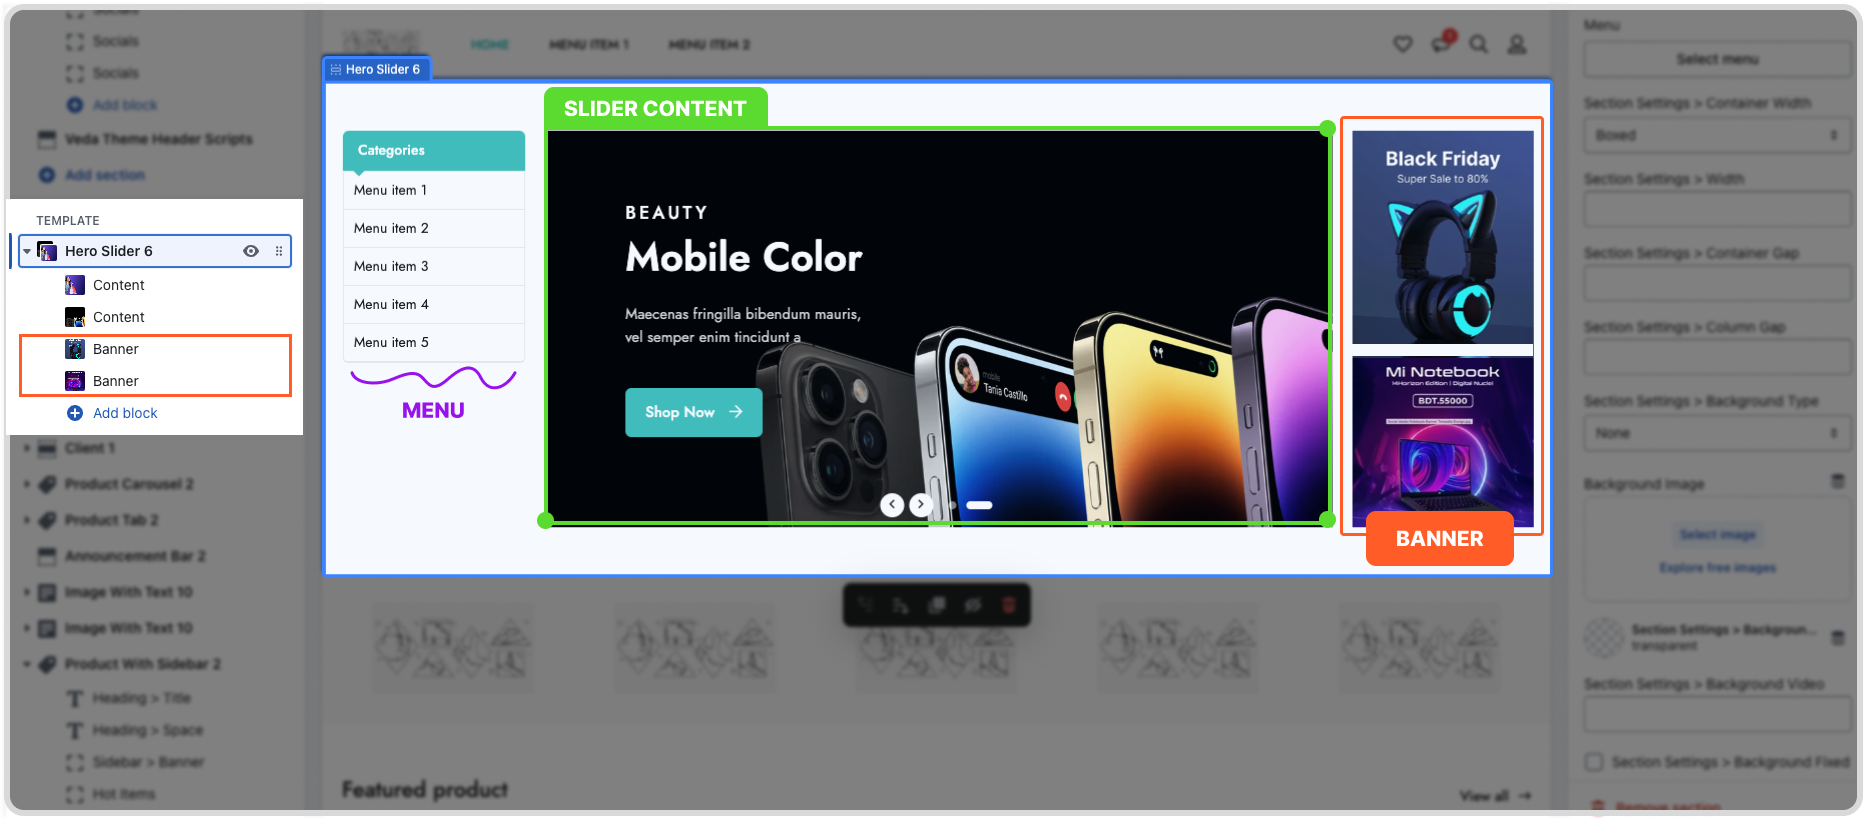 Socials
Socials
Add block
Veda Theme Header Scripts
Add section
TEMPLATE
Hero Slider 6
Content
Content
Banner
Banner
Add block
Client 1
Product Carousel 2
Product Tab 2
Announcement Bar 2
Image With Text 10
Image With Text 10
Product With Sidebar 2
Heading > Title
Heading > Space
Sidebar > Banner
Hot Items
HOME
MENU ITEM 1
MENU ITEM 2
Hero Slider 6
SLIDER CONTENT
Categories
Menu item 1
Menu item 2
Menu item 3
Menu item 4
Menu item 5
MENU
BEAUTY
Mobile Color
Maecenas fringilla bibendum mauris,
vel semper enim tincidunt a
Shop Now
mobile
Tania Castillo
Black Friday
Super Sale to 80%
Mi Notebook
MiHorizon Edition | Digital Nuclei
BDT.55000
BANNER
Featured product
View all
Menu
Select menu
Section Settings > Container Width
Boxed
Section Settings > Width
Section Settings > Container Gap
Section Settings > Column Gap
Section Settings > Background Type
None
Background Image
Select image
Explore free images
Section Settings > Backgroun...
transparent
Section Settings > Background Video
Section Settings > Background Fixed
Remove section